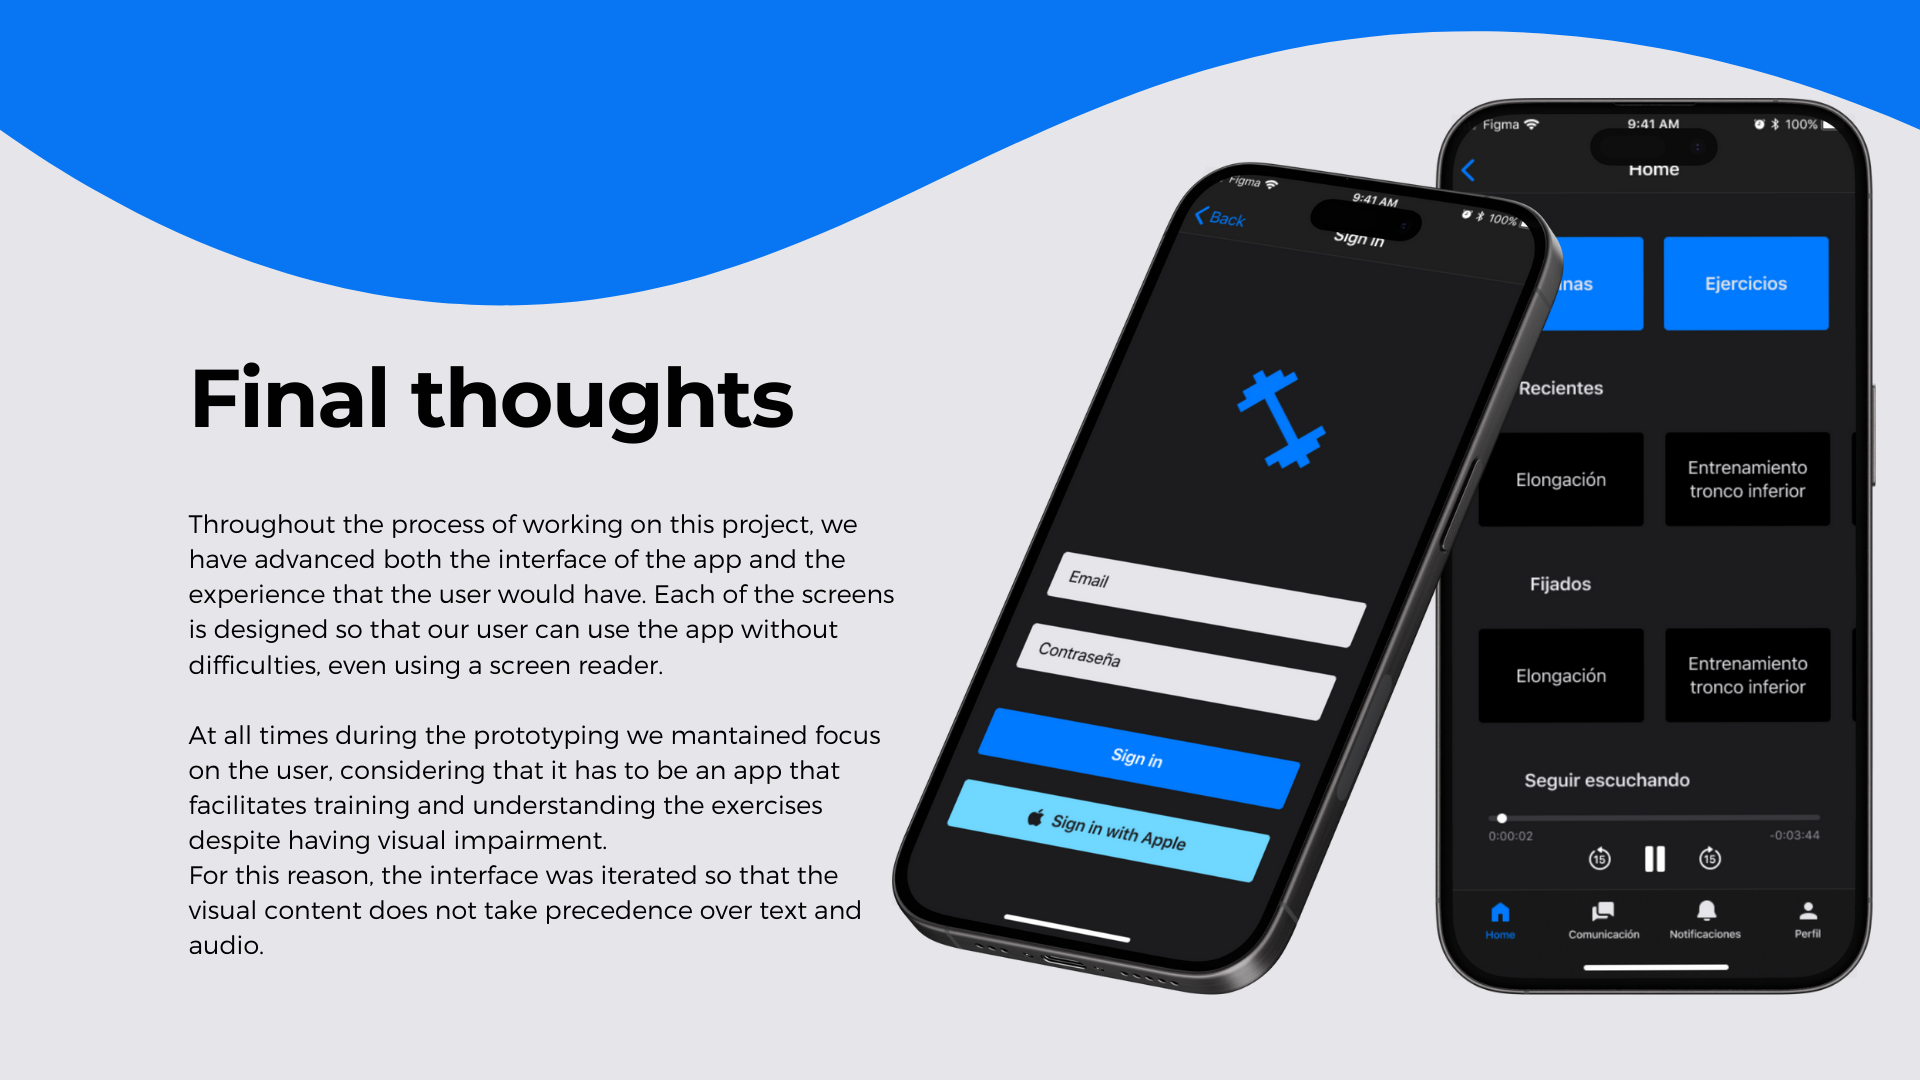 Final thoughts
Throughout the process of working on this project, we
have advanced both the interface of the app and the
experience that the user would have. Each of the screens
is designed so that our user can use the app without
difficulties, even using a screen reader.
At all times during the prototyping we mantained focus
on the user, considering that it has to be an app that
facilitates training and understanding the exercises
despite having visual impairment.
For this reason, the interface was iterated so that the
visual content does not take precedence over text and
audio.
Figma
9:41 AM
100%
Back
Sign in
Email
Contraseña
Sign in
Sign in with Apple
Figma
9:41 AM
100%
Home
Ejercicios
Recientes
Elongación
Entrenamiento
tronco inferior
Fijados
Elongación
Entrenamiento
tronco inferior
Seguir escuchando
0:00:02
-0:03:44
15
15
Home
Comunicación
Notificaciones
Perfil